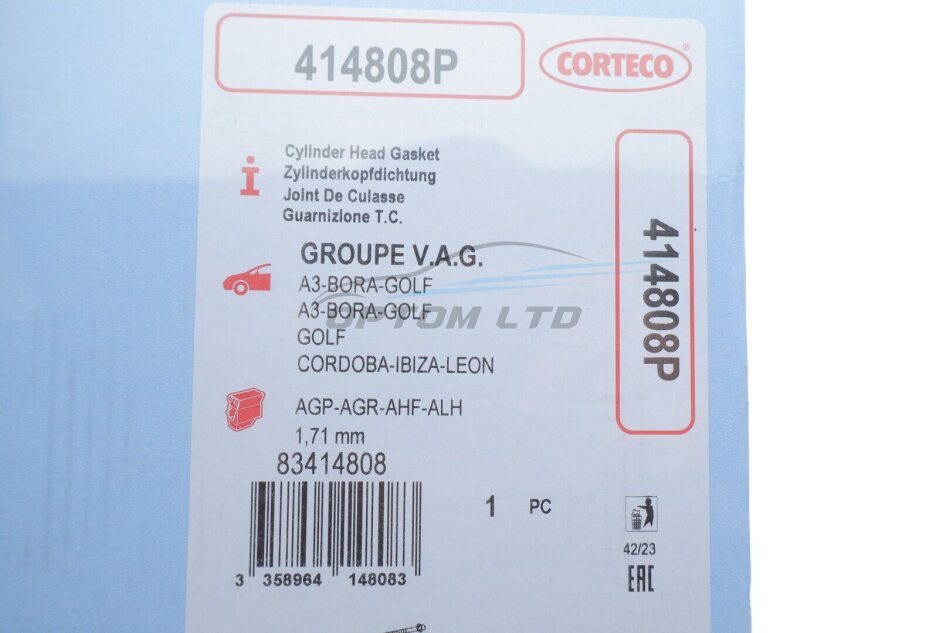 414808P
CORTECO®
Cylinder Head Gasket
Zylinderkopfdichtung
Joint De Culasse
Guarnizione T.C.
GROUPE V.A.G.
A3-BORA-GOLF
A3-BORA-GOLF
OPTOM LTD
GOLF
CORDOBA-IBIZA-LEON
414808P
AGP-AGR-AHF-ALH
1,71 mm
83414808
1 PC
42/23
EAC
3 358964 148083